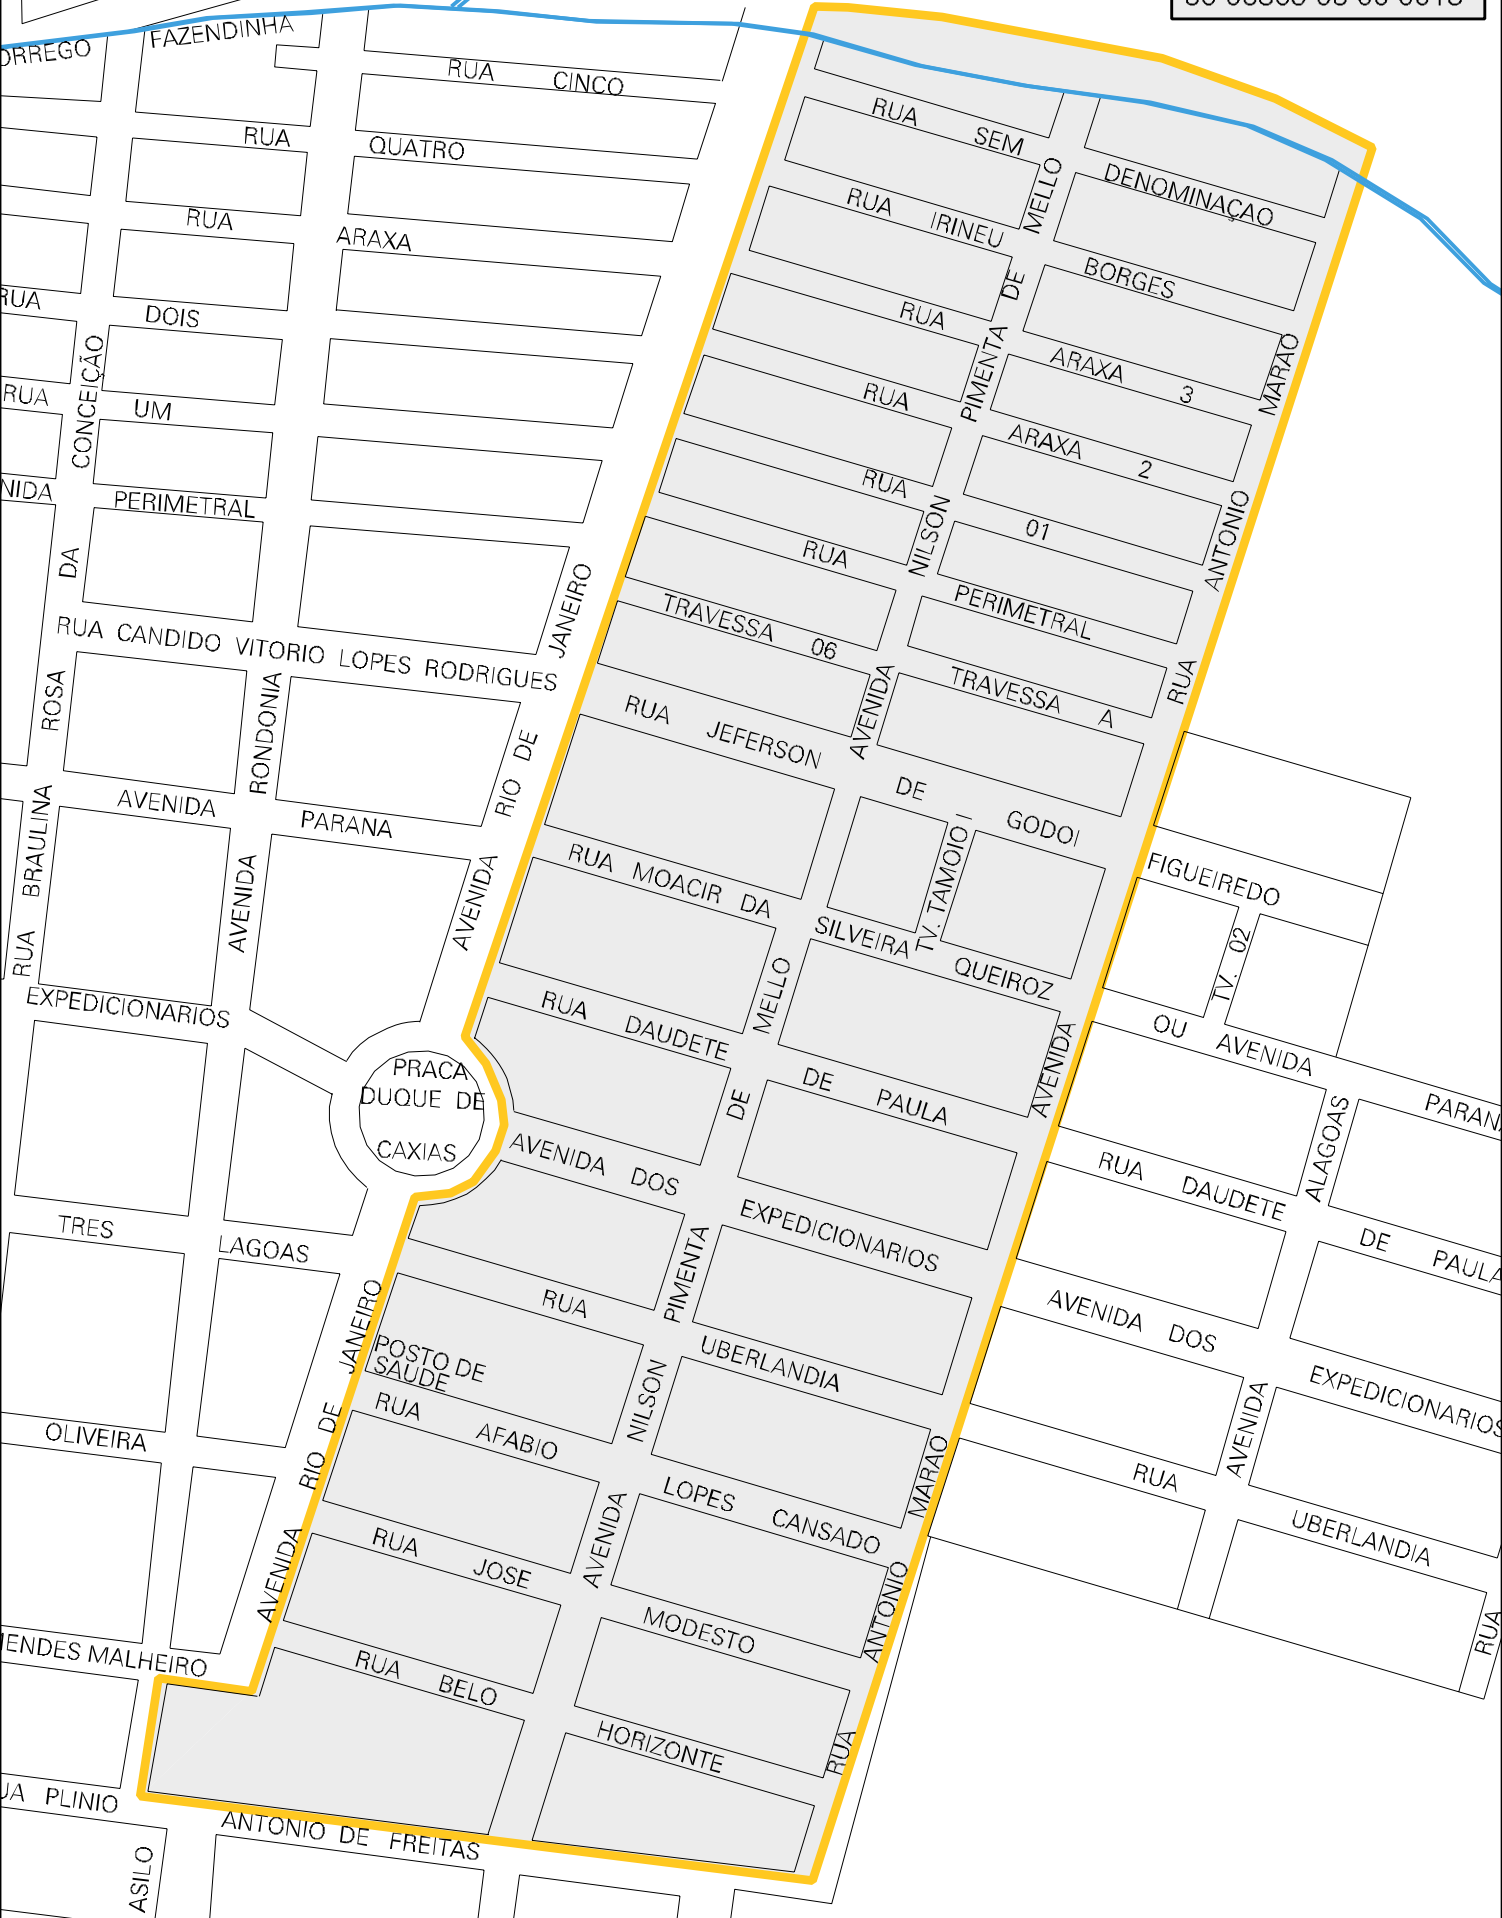 ORREGO
FAZENDINHA
RUA CINCO
RUA QUATRO
RUA ARAXA
RUA DOIS
RUA UM
NIDA PERIMETRAL
RUA CANDIDO VITORIO LOPES RODRIGUES
AVENIDA PARANA
EXPEDICIONARIOS
TRES LAGOAS
OLIVEIRA
ENDES MALHEIRO
UA PLINIO
ANTONIO DE FREITAS
ASILO
RUA BRAULINA
ROSA DA CONCEIÇÃO
AVENIDA RONDONIA
AVENIDA RIO DE JANEIRO
PRACA
DUQUE DE
CAXIAS
AVENIDA RIO DE JANEIRO
RUA SEM DENOMINAÇAO
RUA IRINEU BORGES
RUA ARAXA 3
RUA ARAXA 2
RUA 01
RUA PERIMETRAL
TRAVESSA 06
TRAVESSA A
RUA JEFERSON DE GODOI
FIGUEIREDO
RUA MOACIR DA SILVEIRA QUEIROZ
OU AVENIDA PARANA
RUA DAUDETE DE PAULA
RUA DAUDETE DE PAULA
AVENIDA DOS EXPEDICIONARIOS
AVENIDA DOS EXPEDICIONARIOS
RUA UBERLANDIA
RUA UBERLANDIA
POSTO DE
SAUDE
RUA AFABIO LOPES CANSADO
RUA JOSE MODESTO
RUA BELO HORIZONTE
AVENIDA NILSON PIMENTA DE MELLO
AVENIDA NILSON PIMENTA DE MELLO
TV. TAMOIO I
TV. 02
RUA ANTONIO MARAO
RUA ANTONIO MARAO
AVENIDA
AVENIDA ALAGOAS
RUA